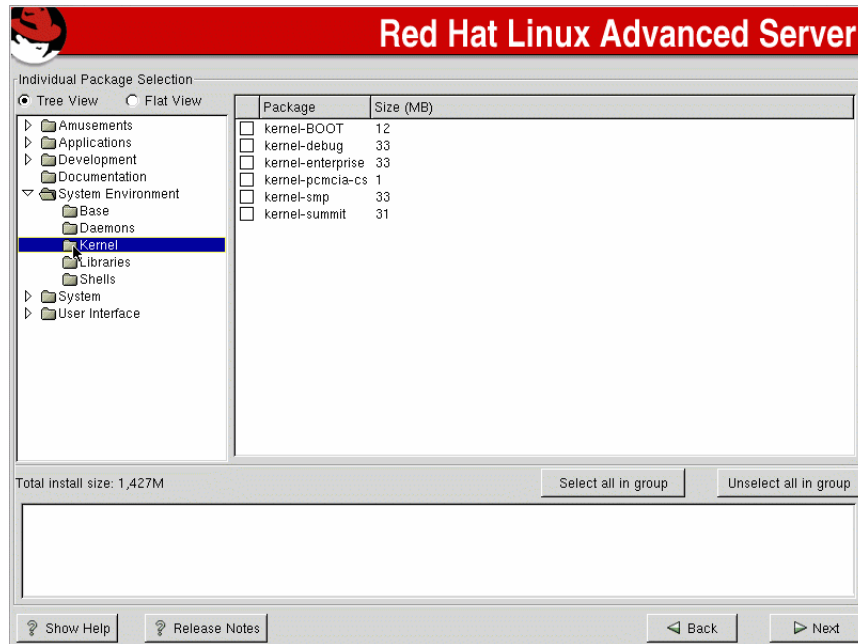 Red Hat Linux Advanced Server
Individual Package Selection
Tree View Flat View
Amusements
Applications
Development
Documentation
System Environment
Base
Daemons
Kernel
Libraries
Shells
System
User Interface
Package Size (MB)
kernel-BOOT 12
kernel-debug 33
kernel-enterprise 33
kernel-pcmcia-cs 1
kernel-smp 33
kernel-summit 31
Total install size: 1,427M
Select all in group Unselect all in group
Show Help Release Notes Back Next